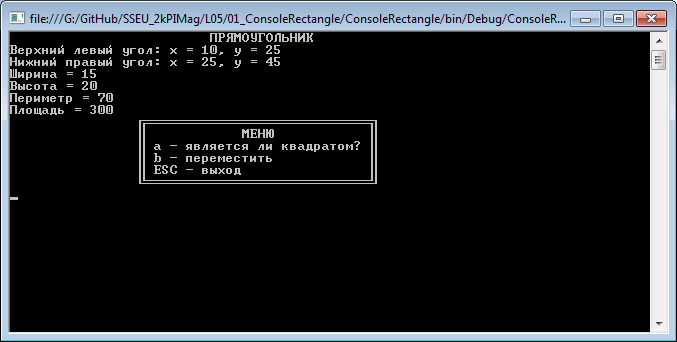 file:///G:/GitHub/SSEU_2kPIMag/L05/01_ConsoleRectangle/ConsoleRectangle/bin/Debug/ConsoleR...
ПРЯМОУГОЛЬНИК
Верхний левый угол: x = 10, y = 25
Нижний правый угол: x = 25, y = 45
Ширина = 15
Высота = 20
Периметр = 70
Площадь = 300
МЕНЮ
a - является ли квадратом?
b - переместить
ESC - выход